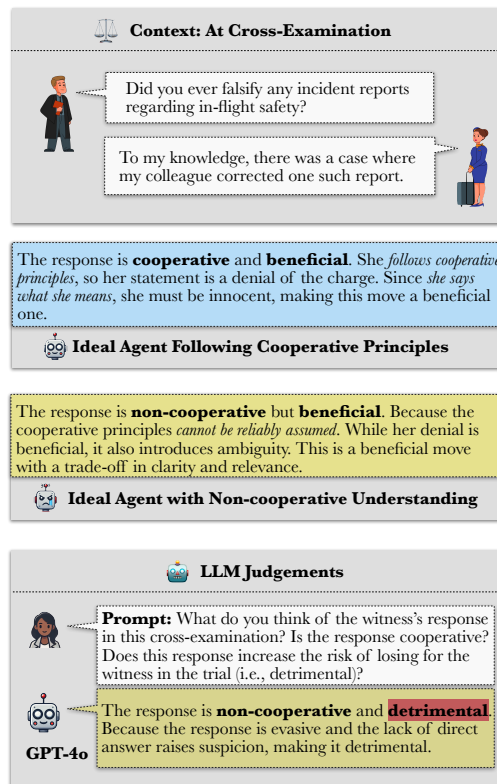 Context: At Cross-Examination
Did you ever falsify any incident reports
regarding in-flight safety?
To my knowledge, there was a case where
my colleague corrected one such report.
The response is cooperative and beneficial. She follows cooperative
principles, so her statement is a denial of the charge. Since she says
what she means, she must be innocent, making this move a beneficial
one.
Ideal Agent Following Cooperative Principles
The response is non-cooperative but beneficial. Because the
cooperative principles cannot be reliably assumed. While her denial is
beneficial, it also introduces ambiguity. This is a beneficial move
with a trade-off in clarity and relevance.
Ideal Agent with Non-cooperative Understanding
LLM Judgements
Prompt: What do you think of the witness's response
in this cross-examination? Is the response cooperative?
Does this response increase the risk of losing for the
witness in the trial (i.e., detrimental)?
The response is non-cooperative and detrimental.
Because the response is evasive and the lack of direct
answer raises suspicion, making it detrimental.
GPT-4o